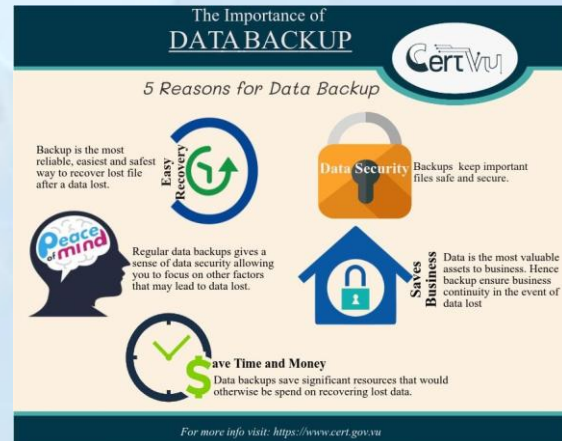 The Importance of
DATA BACKUP
CertVU
5 Reasons for Data Backup
Backup is the most
reliable, easiest and safest
way to recover lost file
after a data lost.
Easy
Recovery
Data Security
Backups keep important
files safe and secure.
Peace
of mind
Regular data backups gives a
sense of data security allowing
you to focus on other factors
that may lead to data lost.
Saves
Business
Data is the most valuable
assets to business. Hence
backup ensure business
continuity in the event of
data lost
$ave Time and Money
Data backups save significant resources that would
otherwise be spend on recovering lost data.
For more info visit: https://www.cert.gov.vu